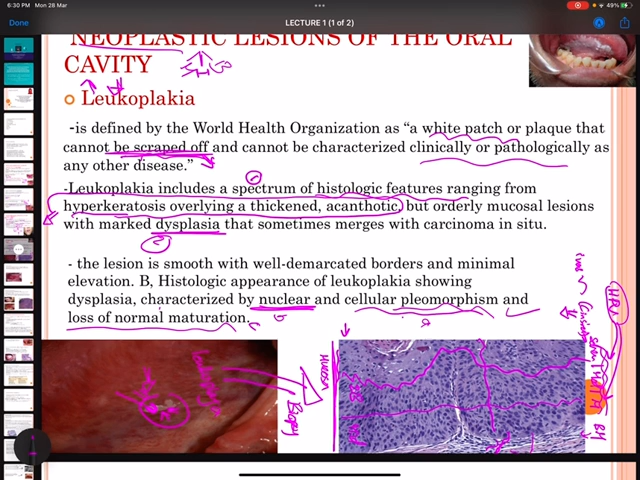 6:30 PM Mon 28 Mar
49%
Done
LECTURE 1 (1 of 2)
NEOPLASTIC LESIONS OF THE ORAL
CAVITY
Leukoplakia
-is defined by the World Health Organization as “a white patch or plaque that
cannot be scraped off and cannot be characterized clinically or pathologically as
any other disease.”
-Leukoplakia includes a spectrum of histologic features ranging from
hyperkeratosis overlying a thickened, acanthotic, but orderly mucosal lesions
with marked dysplasia that sometimes merges with carcinoma in situ.
- the lesion is smooth with well-demarcated borders and minimal
elevation. B, Histologic appearance of leukoplakia showing
dysplasia, characterized by nuclear and cellular pleomorphism and
loss of normal maturation.
a
b
c
Biopsy
Mucosa
BM